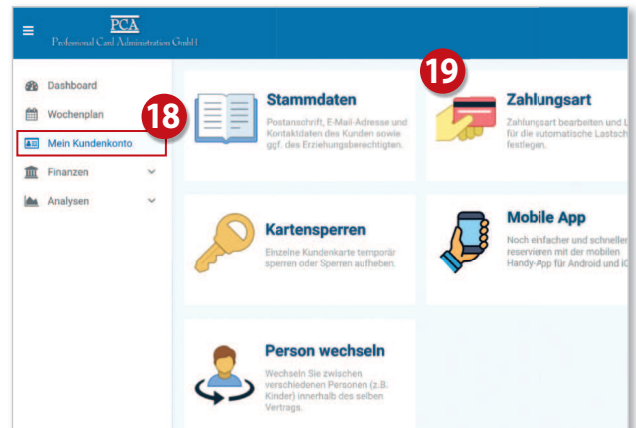 PCA
Professional Card Administration GmbH
Dashboard
Wochenplan
18
Mein Kundenkonto
Finanzen
Analysen
Stammdaten
Postanschrift, E-Mail-Adresse und
Kontaktdaten des Kunden sowie
ggf. des Erziehungsberechtigten.
19
Zahlungsart
Zahlungsart bearbeiten und L
für die automatische Lastsch
festlegen.
Kartensperren
Einzelne Kundenkarte temporär
sperren oder Sperren aufheben.
Mobile App
Noch einfacher und schneller
reservieren mit der mobilen
Handy-App für Android und iO
Person wechseln
Wechseln Sie zwischen
verschiedenen Personen (z.B.
Kinder) innerhalb des selben
Vertrags.